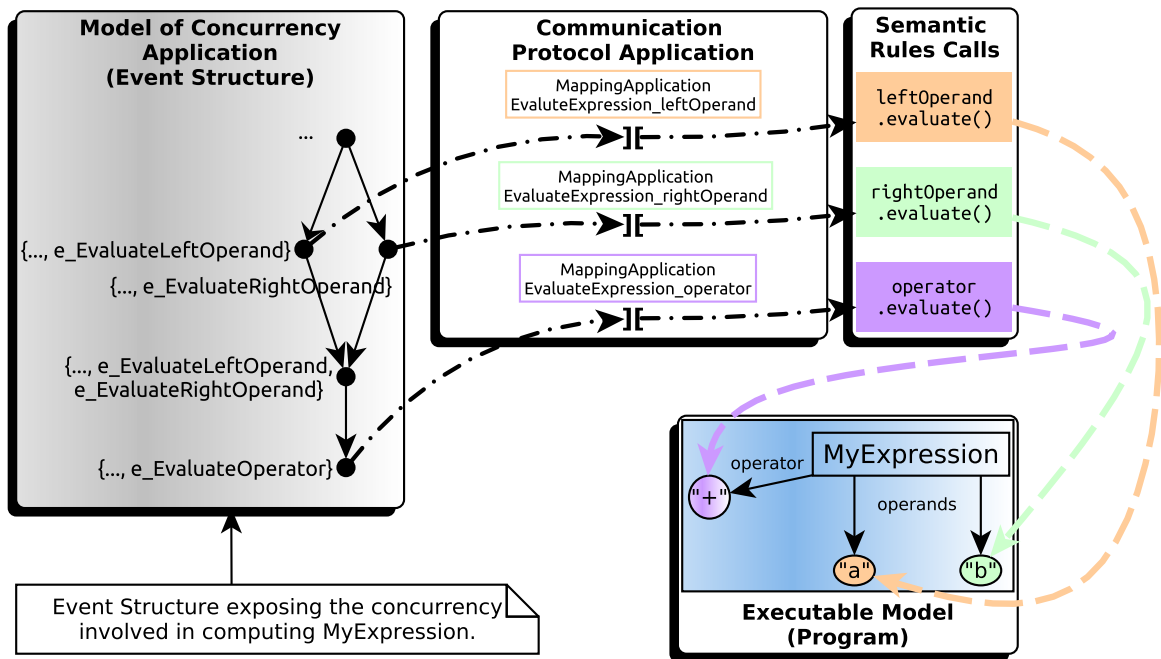 Model of Concurrency
Application
(Event Structure)
...
{..., e_EvaluateLeftOperand}
{..., e_EvaluateRightOperand}
{..., e_EvaluateLeftOperand,
e_EvaluateRightOperand}
{..., e_EvaluateOperator}
Event Structure exposing the concurrency
involved in computing MyExpression.
Communication
Protocol Application
MappingApplication
EvaluteExpression_leftOperand
][
MappingApplication
EvaluateExpression_rightOperand
][
MappingApplication
EvaluateExpression_operator
][
Semantic
Rules Calls
leftOperand
.evaluate()
rightOperand
.evaluate()
operator
.evaluate()
MyExpression
operator
"+"
operands
"a"
"b"
Executable Model
(Program)